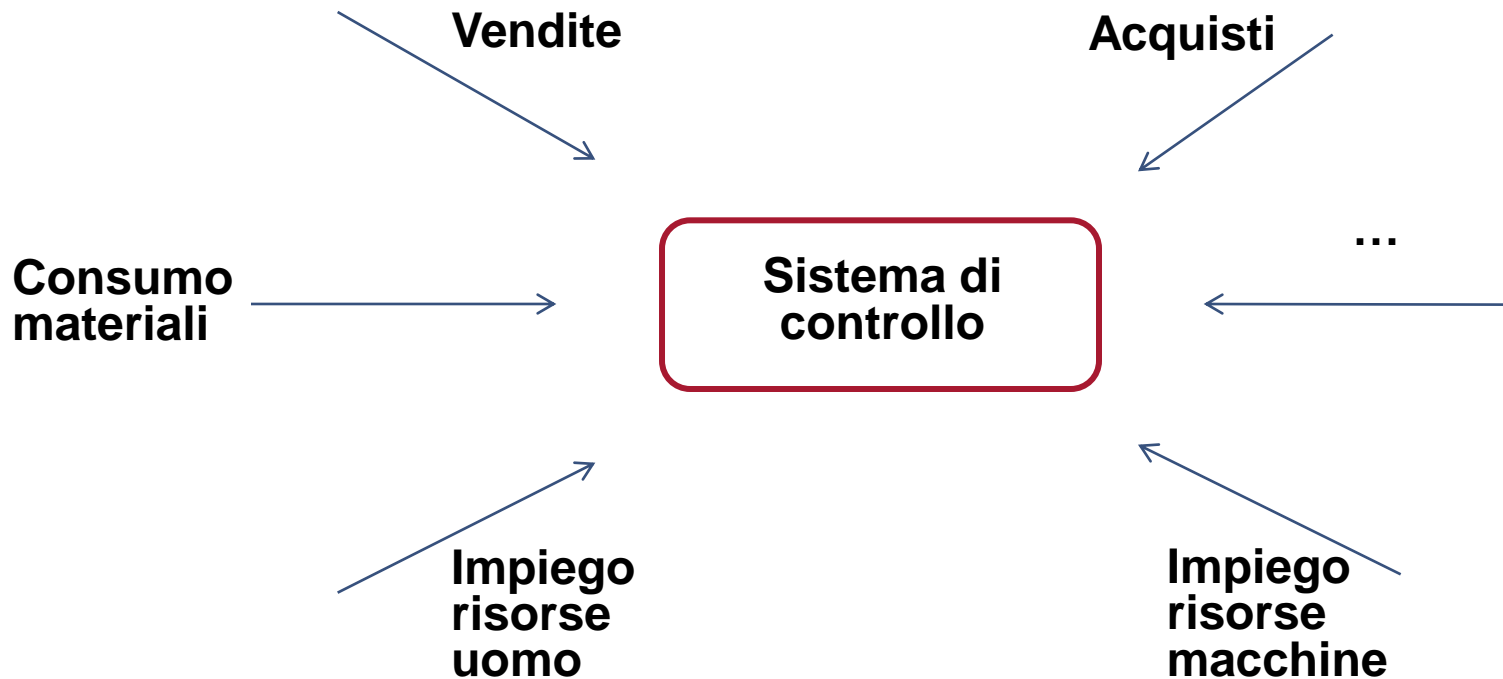 Vendite
Acquisti
…
Consumo
materiali
Sistema di
controllo
Impiego
risorse
uomo
Impiego
risorse
macchine